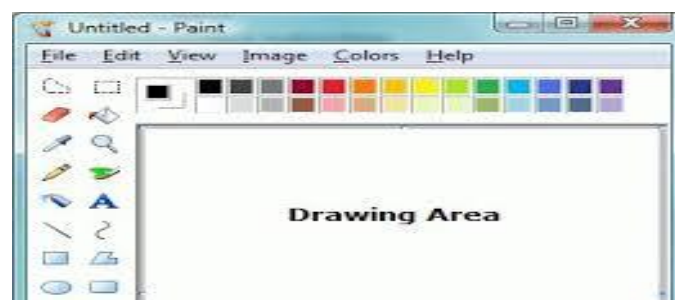 Untitled - Paint
File Edit View Image Colors Help
A
Drawing Area